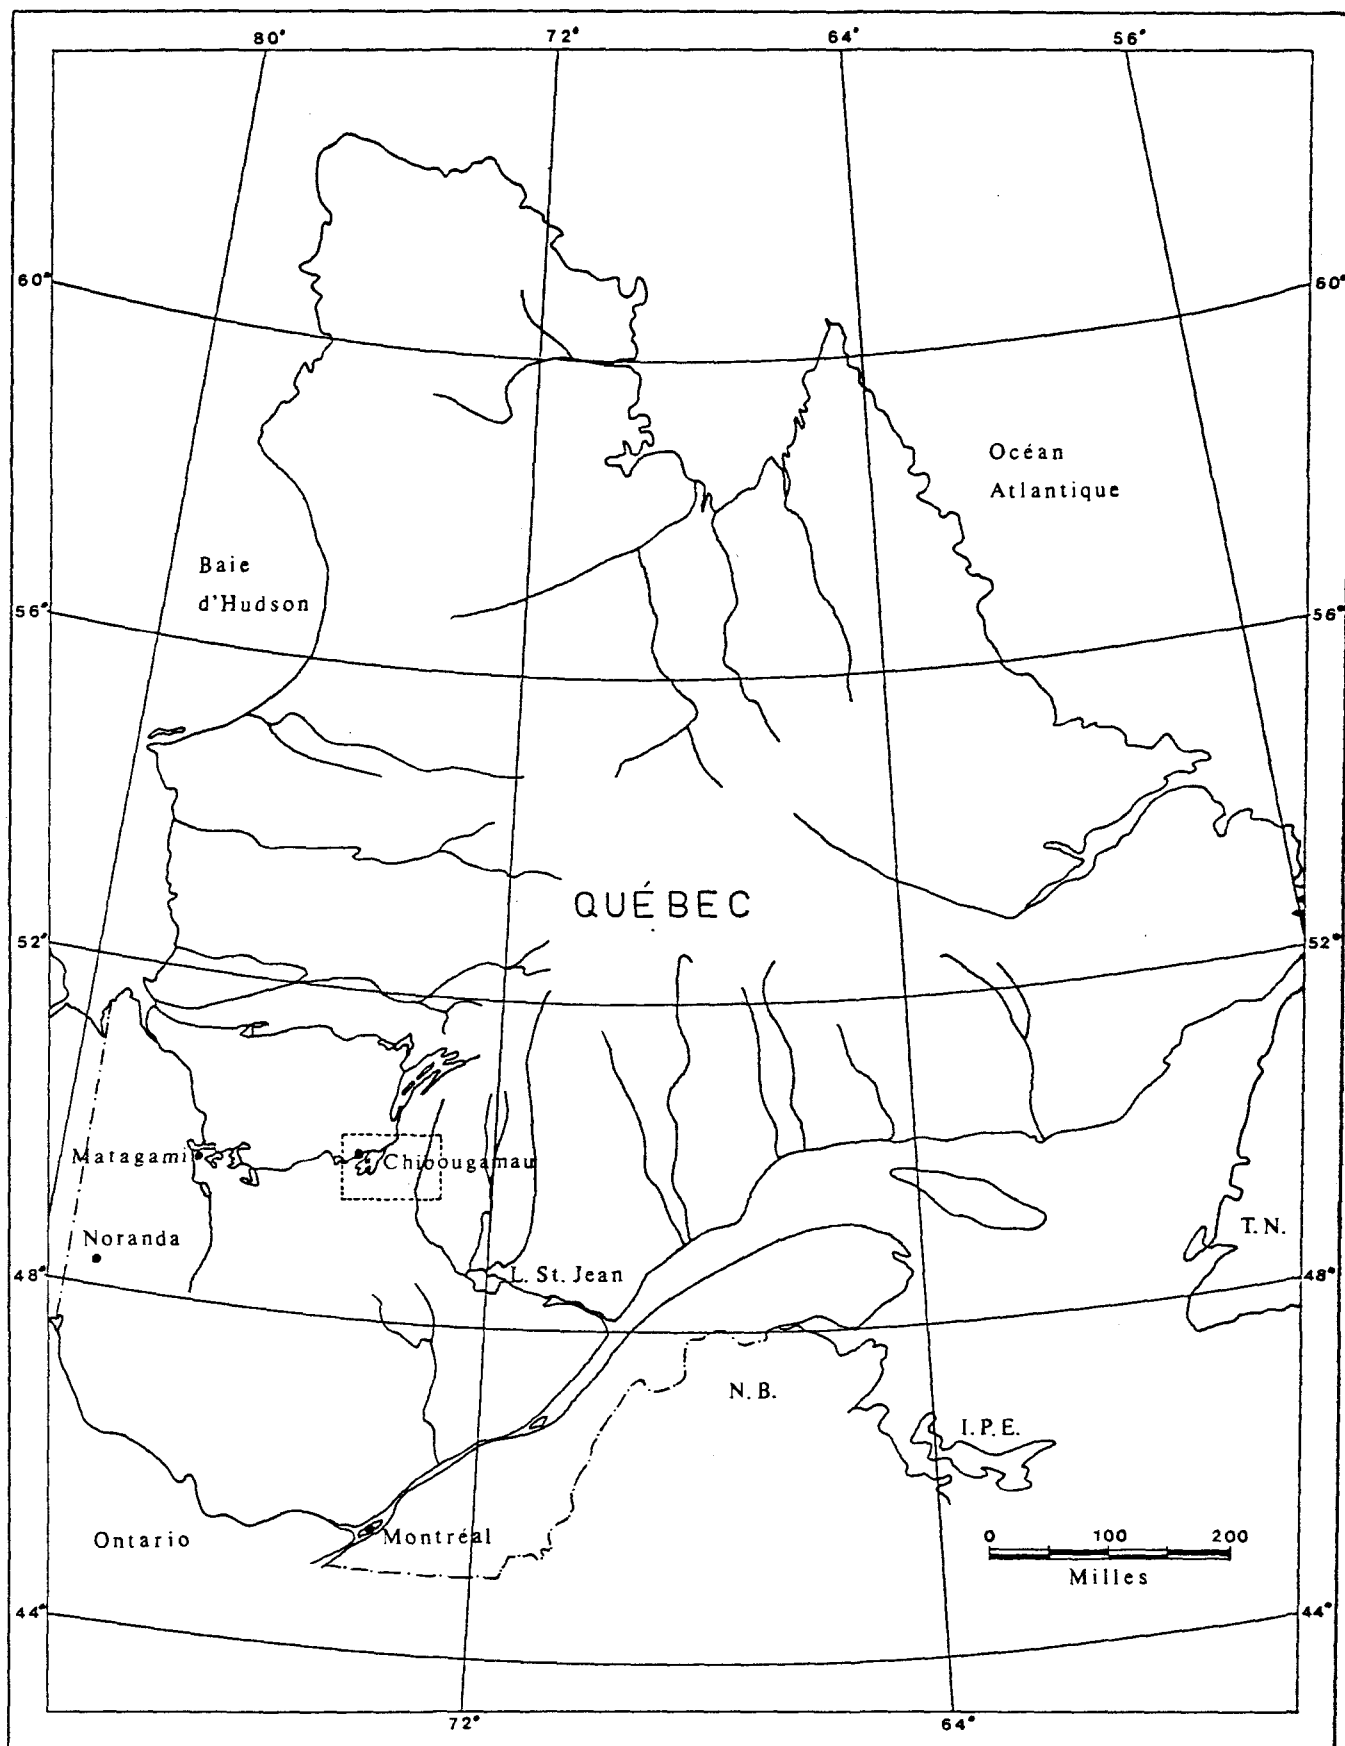 80° 72° 64° 56°
60° 60°
Océan
Atlantique
Baie
d'Hudson
56° 56°
QUÉBEC
52° 52°
Matagami
Chibougamau
Noranda
T.N.
48° L. St. Jean 48°
N.B.
I.P.E.
Ontario
Montréal
0 100 200
Milles
44° 44°
72° 64°